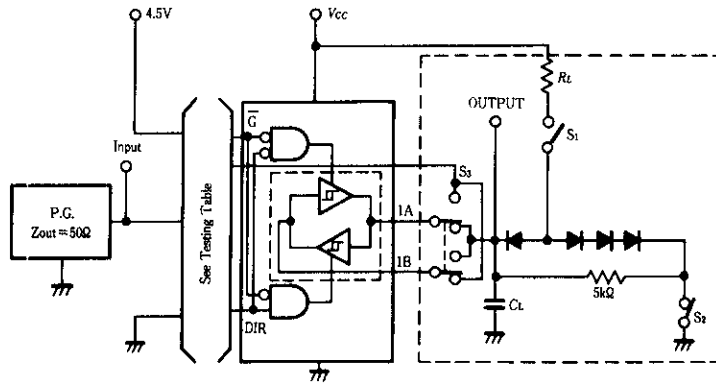 4.5V
Vcc
RL
OUTPUT
G
Input
S1
S3
P.G.
Zout=50Ω
See Testing Table
1A
1B
5kΩ
CL
S2
DIR